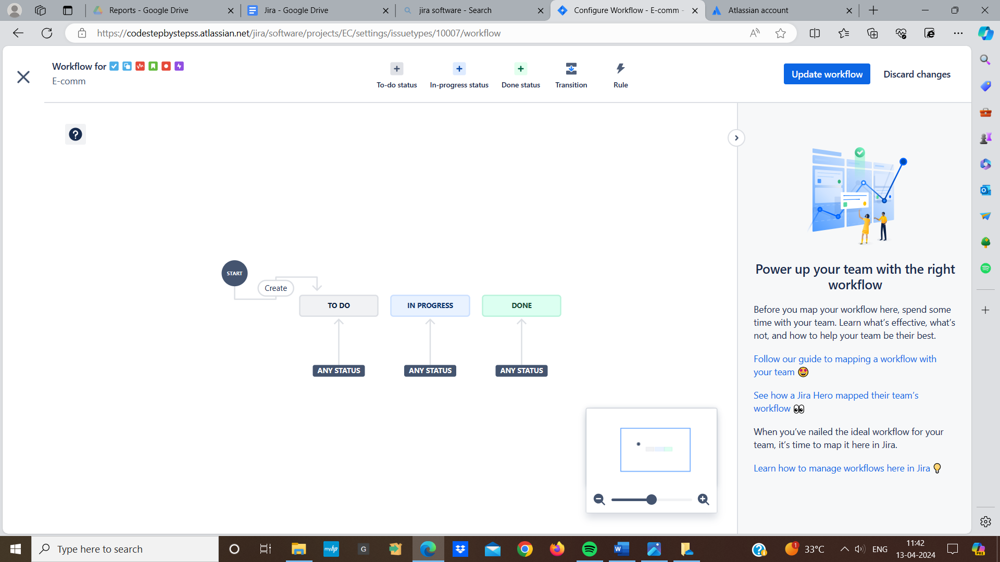 Reports - Google Drive
Jira - Google Drive
jira software - Search
Configure Workflow - E-comm -
Atlassian account
https://codestepbystepss.atlassian.net/jira/software/projects/EC/settings/issuetypes/10007/workflow
Workflow for
E-comm
To-do status
In-progress status
Done status
Transition
Rule
Update workflow
Discard changes
?
START
Create
TO DO
IN PROGRESS
DONE
ANY STATUS
ANY STATUS
ANY STATUS
Power up your team with the right
workflow
Before you map your workflow here, spend some
time with your team. Learn what's effective, what's
not, and how to help your team be their best.
Follow our guide to mapping a workflow with
your team 🤩
See how a Jira Hero mapped their team's
workflow 👀
When you've nailed the ideal workflow for your
team, it's time to map it here in Jira.
Learn how to manage workflows here in Jira 💡
Type here to search
myhp
G
W
1
33°C
ENG
11:42
13-04-2024
PRE